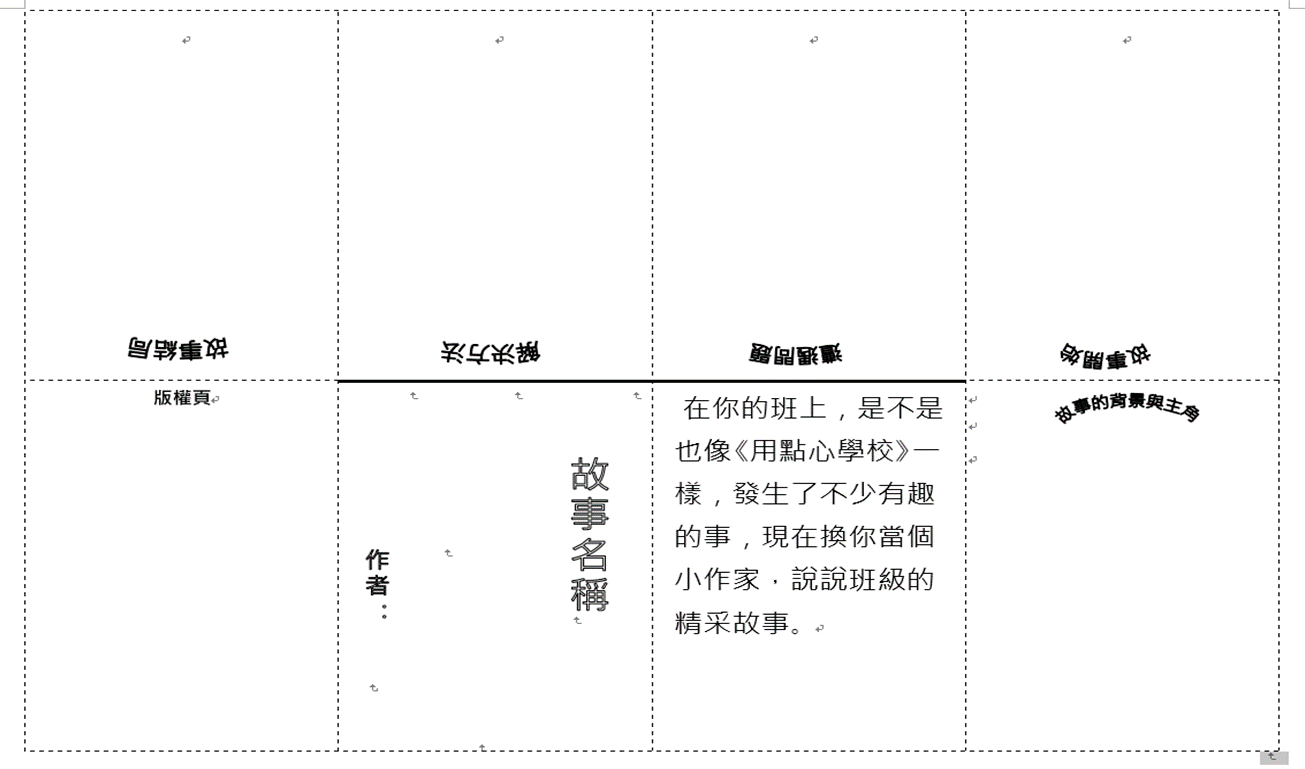 故事結局
解決方法
遭遇問題
故事開始
版權頁
故事名稱
作者：
在你的班上，是不是
也像《用點心學校》一
樣，發生了不少有趣
的事，現在換你當個
小作家，說說班級的
精采故事。
故事的背景與主角